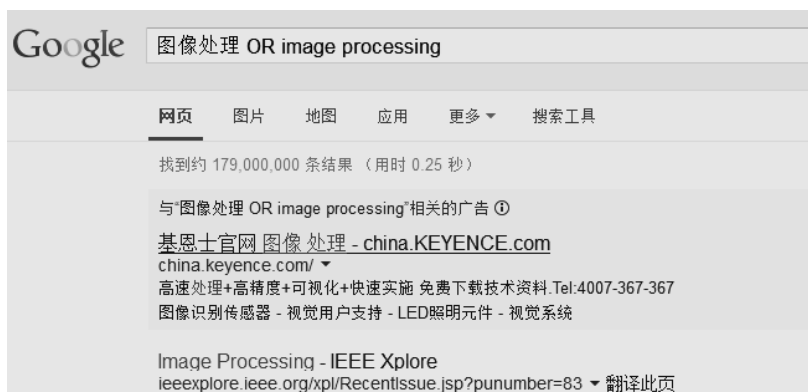 Google 图像处理 OR image processing
网页 图片 地图 应用 更多 搜索工具
找到约 179,000,000 条结果 （用时 0.25 秒）
与“图像处理 OR image processing”相关的广告
基恩士官网 图像 处理 - china.KEYENCE.com
china.keyence.com/
高速处理+高精度+可视化+快速实施 免费下载技术资料.Tel:4007-367-367
图像识别传感器 - 视觉用户支持 - LED照明元件 - 视觉系统
Image Processing - IEEE Xplore
ieeexplore.ieee.org/xpl/RecentIssue.jsp?punumber=83 翻译此页